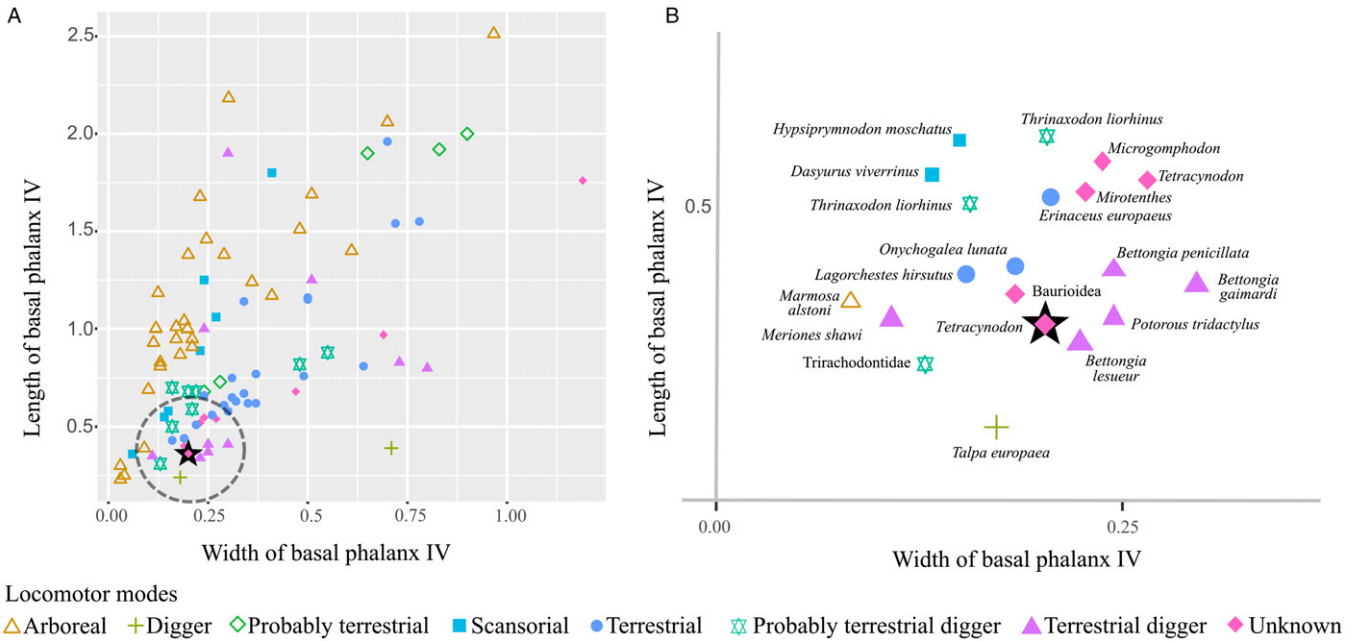 A
B
2.5
2.0
1.5
1.0
0.5
Length of basal phalanx IV
0.00
0.25
0.5
0.75
1.00
Width of basal phalanx IV
Length of basal phalanx IV
0.5
Hypsiprymnodon moschatus
Thrinaxodon liorhinus
Microgomphodon
Dasyurus viverrinus
Tetracynodon
Thrinaxodon liorhinus
Mirotenthes
Erinaceus europaeus
Onychogalea lunata
Bettongia penicillata
Lagorchestes hirsutus
Bettongia
gaimardi
Marmosa
alstoni
Baurioidea
Meriones shawi
Tetracynodon
Potorous tridactylus
Trirachodontidae
Bettongia
lesueur
Talpa europaea
0.00
0.25
Width of basal phalanx IV
Locomotor modes
Arboreal Digger Probably terrestrial Scansorial Terrestrial Probably terrestrial digger Terrestrial digger Unknown